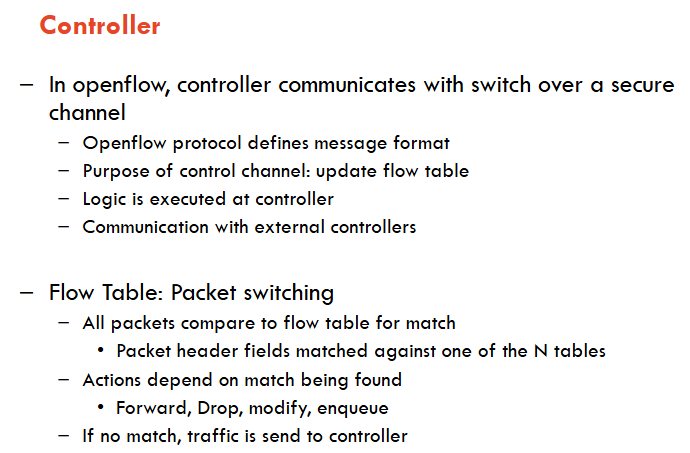 Controller
– In openflow, controller communicates with switch over a secure
channel
– Openflow protocol defines message format
– Purpose of control channel: update flow table
– Logic is executed at controller
– Communication with external controllers
– Flow Table: Packet switching
– All packets compare to flow table for match
• Packet header fields matched against one of the N tables
– Actions depend on match being found
• Forward, Drop, modify, enqueue
– If no match, traffic is send to controller